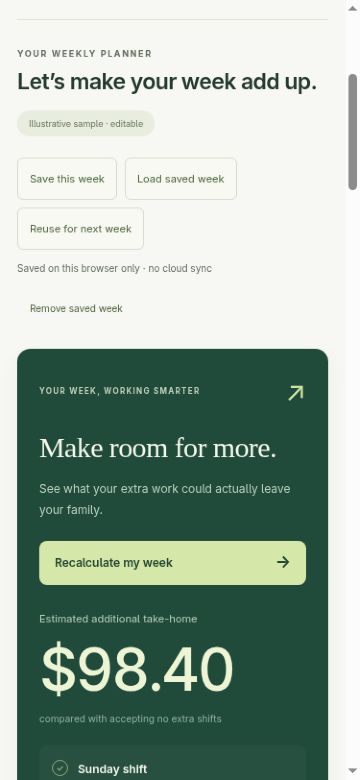 YOUR WEEKLY PLANNER
Let’s make your week add up.
Illustrative sample · editable
Save this week
Load saved week
Reuse for next week
Saved on this browser only · no cloud sync
Remove saved week
YOUR WEEK, WORKING SMARTER
Make room for more.
See what your extra work could actually leave
your family.
Recalculate my week
Estimated additional take-home
$98.40
compared with accepting no extra shifts
Sunday shift